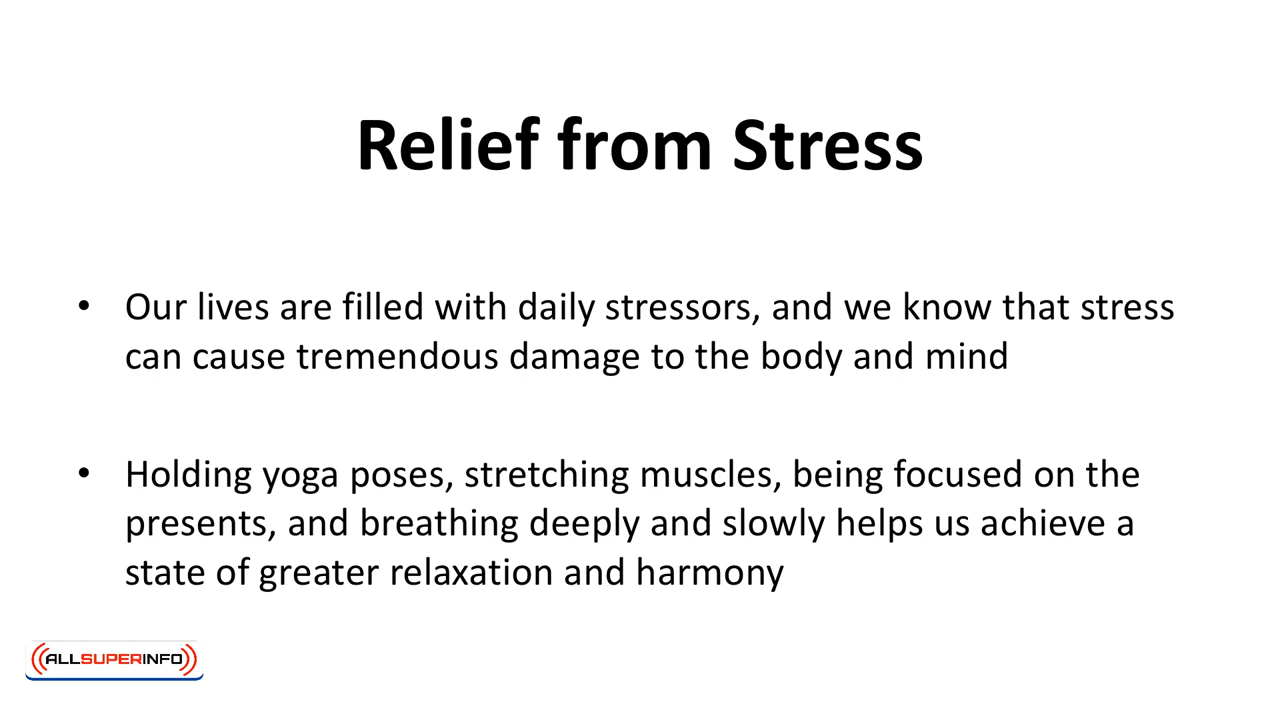 Relief from Stress
• Our lives are filled with daily stressors, and we know that stress
can cause tremendous damage to the body and mind
• Holding yoga poses, stretching muscles, being focused on the
presents, and breathing deeply and slowly helps us achieve a
state of greater relaxation and harmony
ALLSUPERINFO